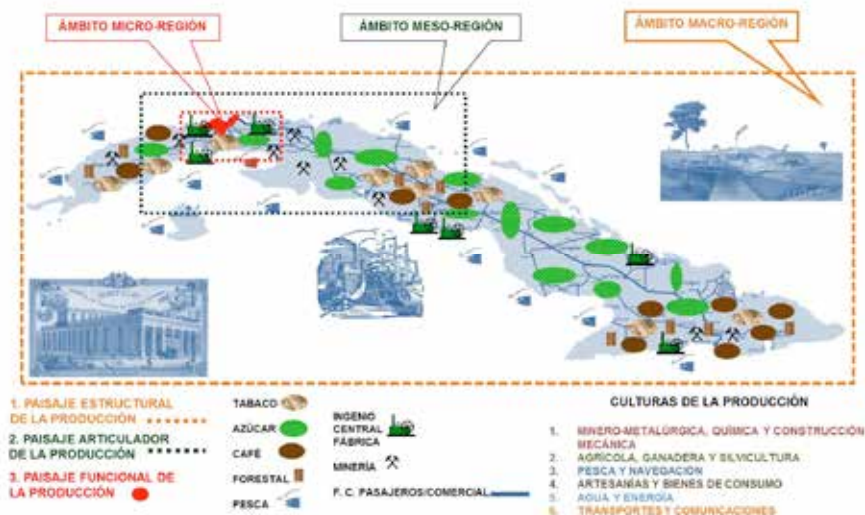 ÁMBITO MICRO-REGIÓN
ÁMBITO MESO-REGIÓN
ÁMBITO MACRO-REGIÓN
1. PAISAJE ESTRUCTURAL
DE LA PRODUCCIÓN
2. PAISAJE ARTICULADOR
DE LA PRODUCCIÓN
3. PAISAJE FUNCIONAL DE
LA PRODUCCIÓN
TABACO
AZÚCAR
CAFÉ
FORESTAL
PESCA
INGENIO
CENTRAL
FÁBRICA
MINERÍA
F. C. PASAJEROS/COMERCIAL
CULTURAS DE LA PRODUCCIÓN
1. MINERO-METALÚRGICA, QUÍMICA Y CONSTRUCCIÓN
MECÁNICA
2. AGRÍCOLA, GANADERA Y SILVICULTURA
3. PESCA Y NAVEGACIÓN
4. ARTESANÍAS Y BIENES DE CONSUMO
5. AGUA Y ENERGÍA
6. TRANSPORTES Y COMUNICACIONES